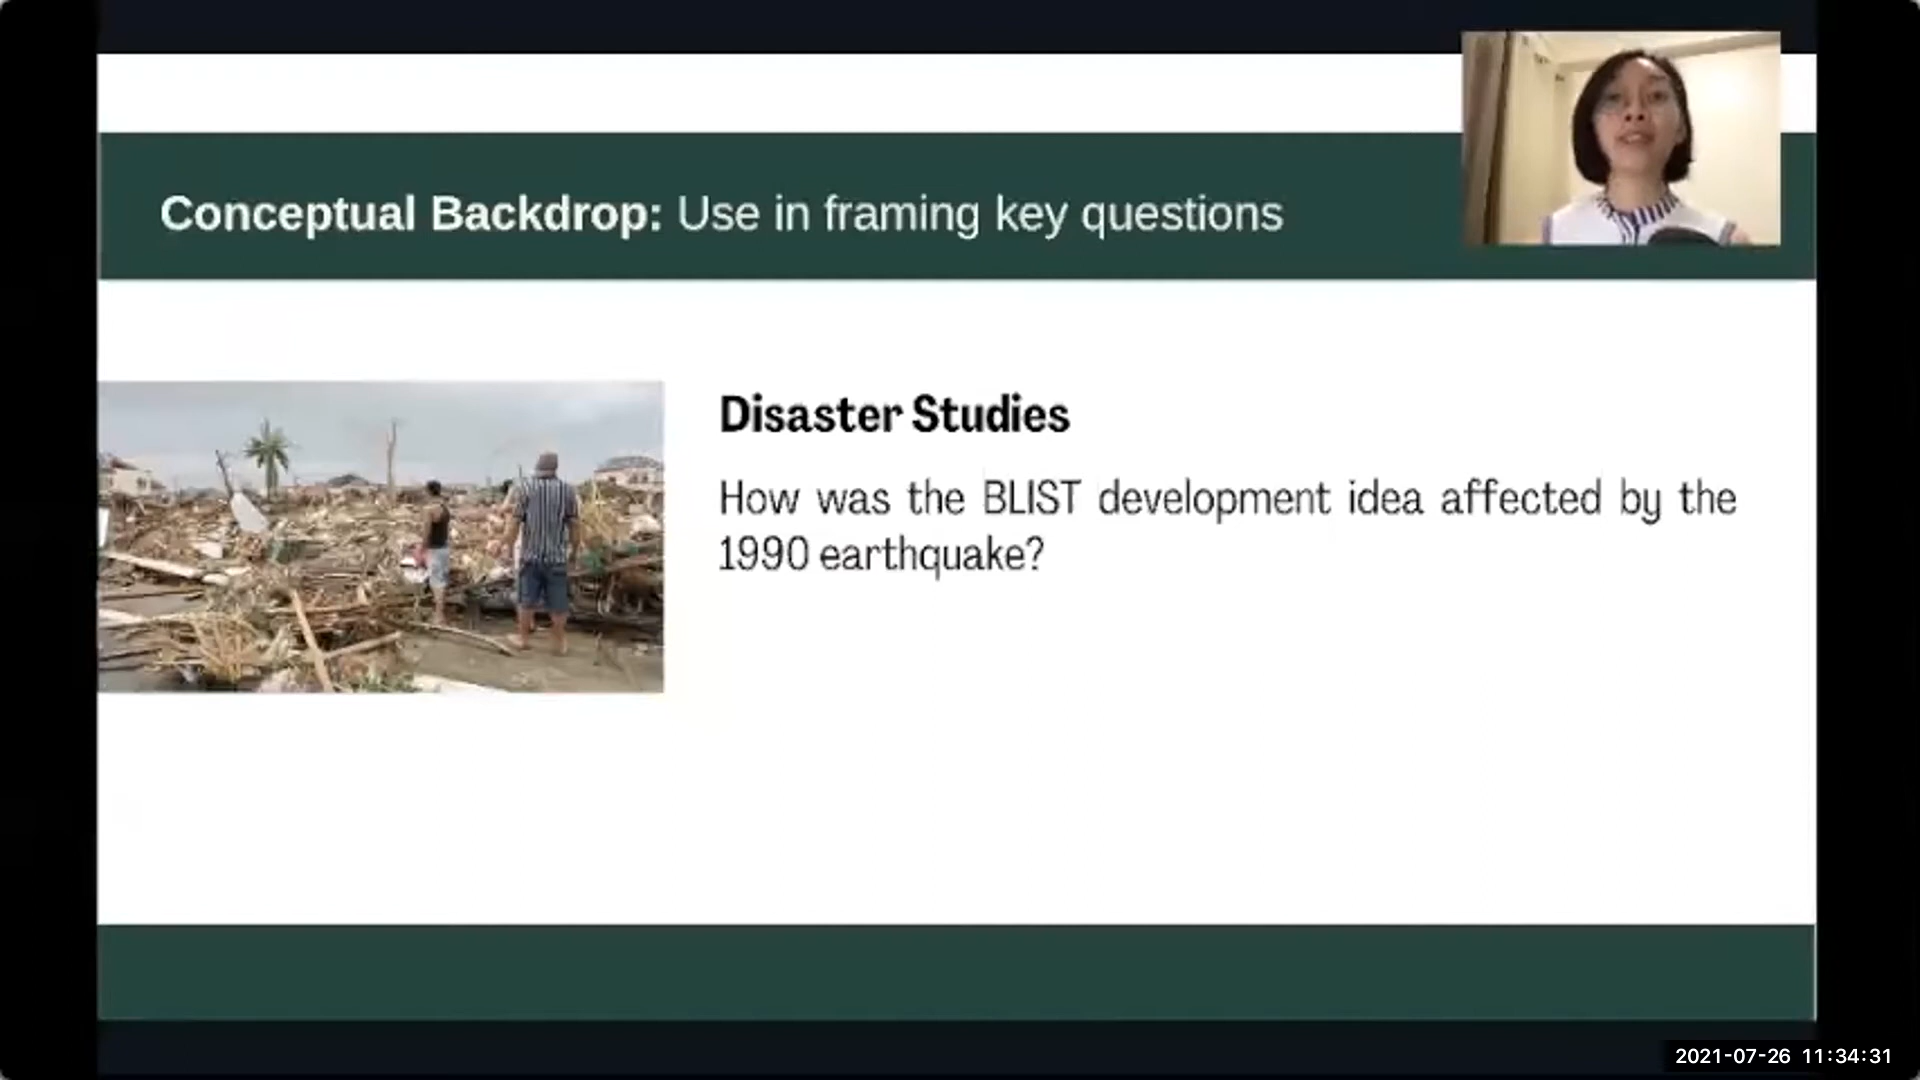 Conceptual Backdrop: Use in framing key questions
Disaster Studies
How was the BLIST development idea affected by the
1990 earthquake?
2021-07-26 11:34:31